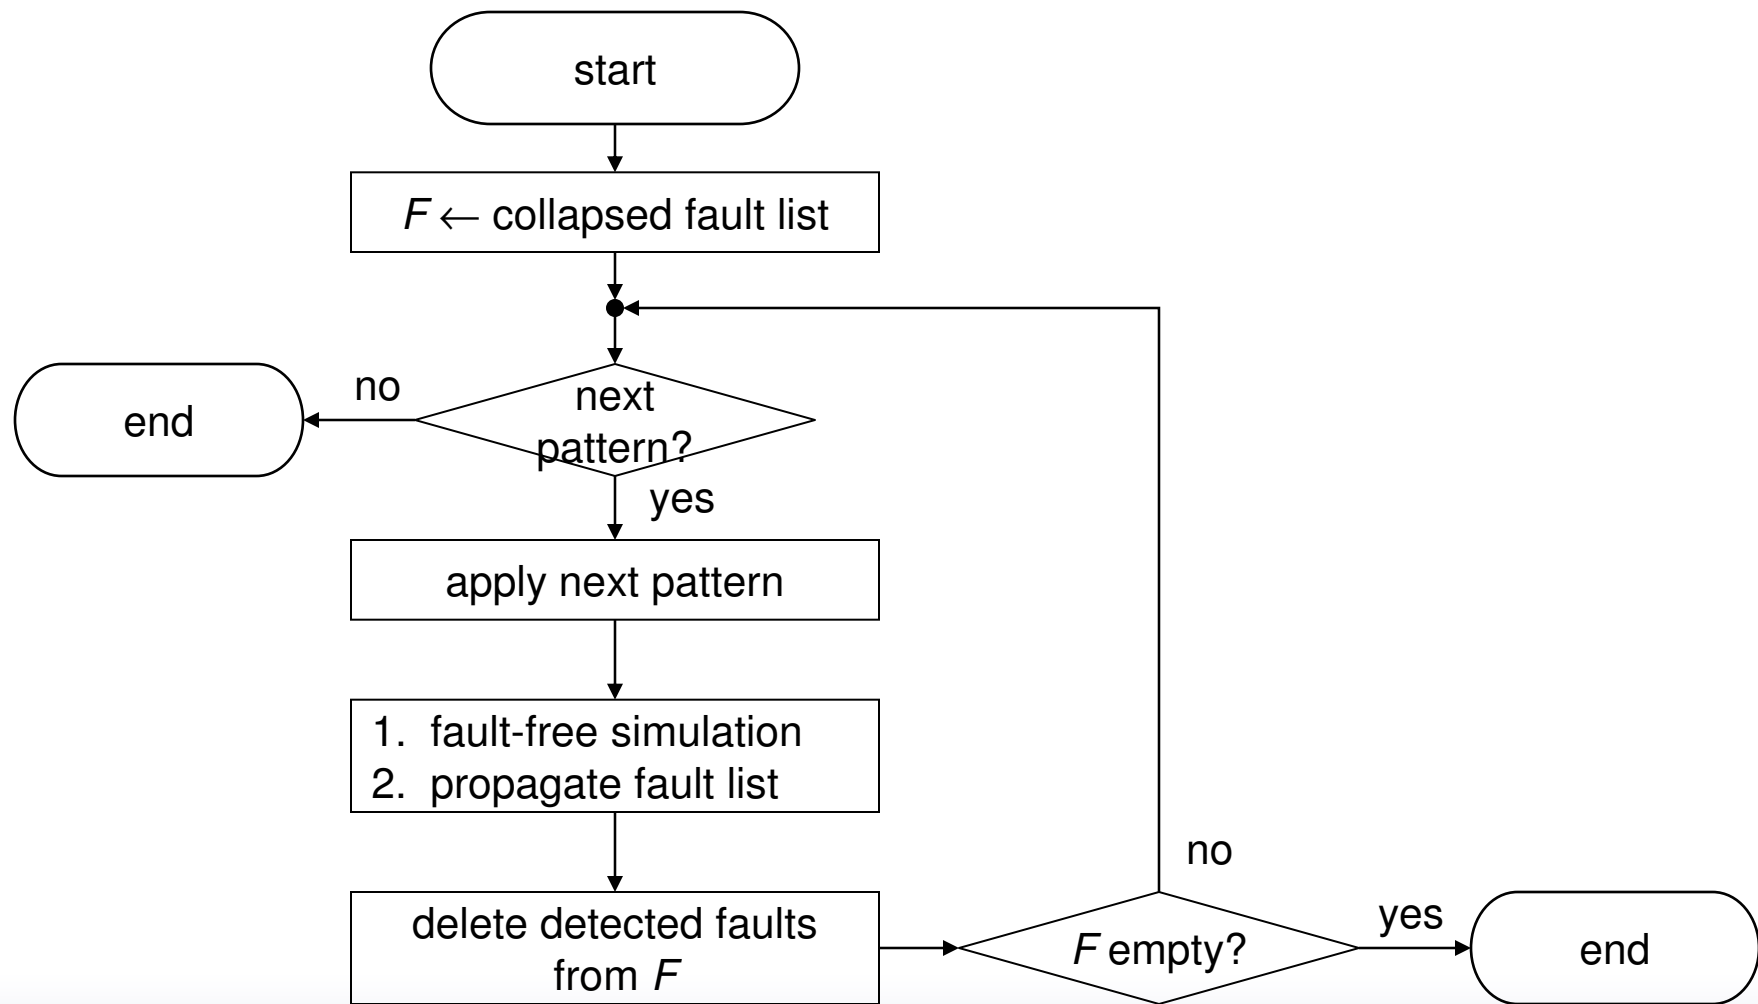 start
F ← collapsed fault list
no
end
next
pattern?
yes
apply next pattern
1. fault-free simulation
2. propagate fault list
no
delete detected faults
from F
F empty?
yes
end